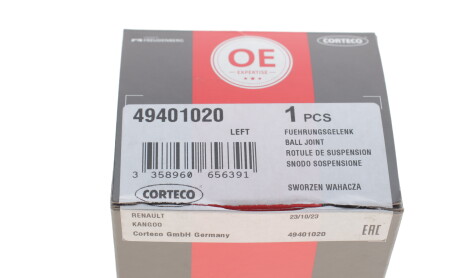 FREUDENBERG
OE
EXPERTISE
CORTECO
49401020
1 PCS
LEFT
FUEHRUNGSGELENK
BALL JOINT
ROTULE DE SUSPENSION
SNODO SOSPENSIONE
3 358960 656391
SWORZEN WAHACZA
CORTECO
RENAULT
23/10/23
KANGOO
Corteco GmbH Germany
49401020
EAC